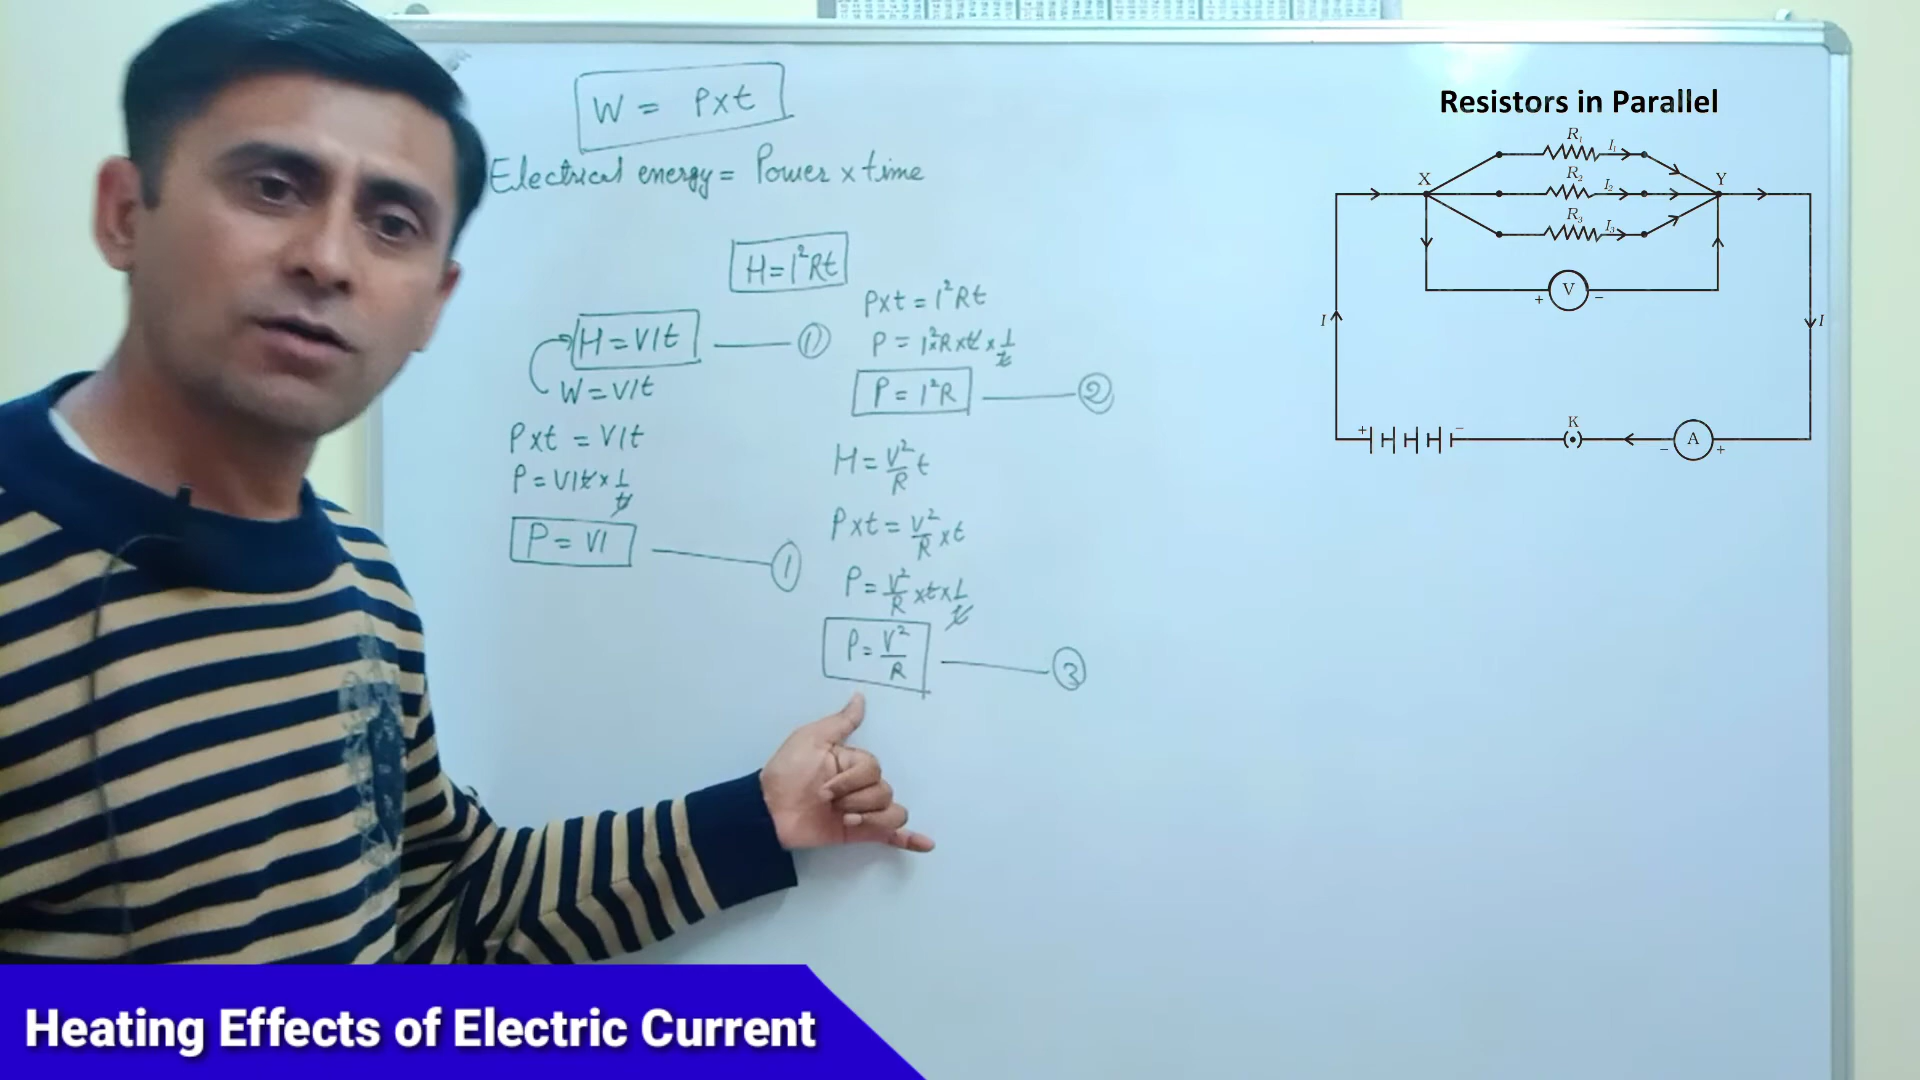 W = P×t
Electrical energy = Power × time
H = I²Rt
H = VIt ①
W = VIt
P×t = VIt
P = VIt × 1/t
P = VI ①
P×t = I²Rt
P = I²×R×t × 1/t
P = I²R ②
H = V²/R t
P×t = V²/R ×t
P = V²/R ×t× 1/t
P = V²/R ③
Resistors in Parallel
R₁ I₁
X R₂ I₂ Y
R₃ I₃
+ V −
I I
+ − K − A +
Heating Effects of Electric Current